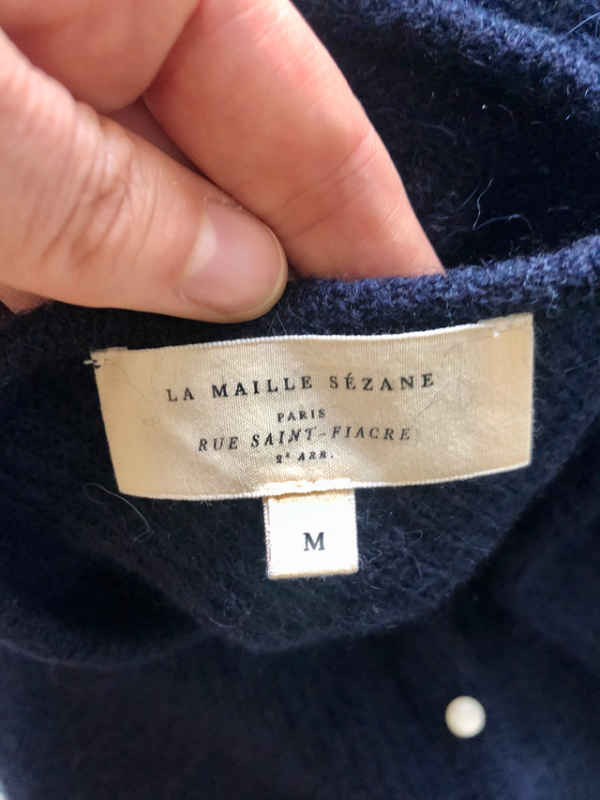 LA MAILLE SÉZANE
PARIS
RUE SAINT-FIACRE
2ᵉ ARR.
M